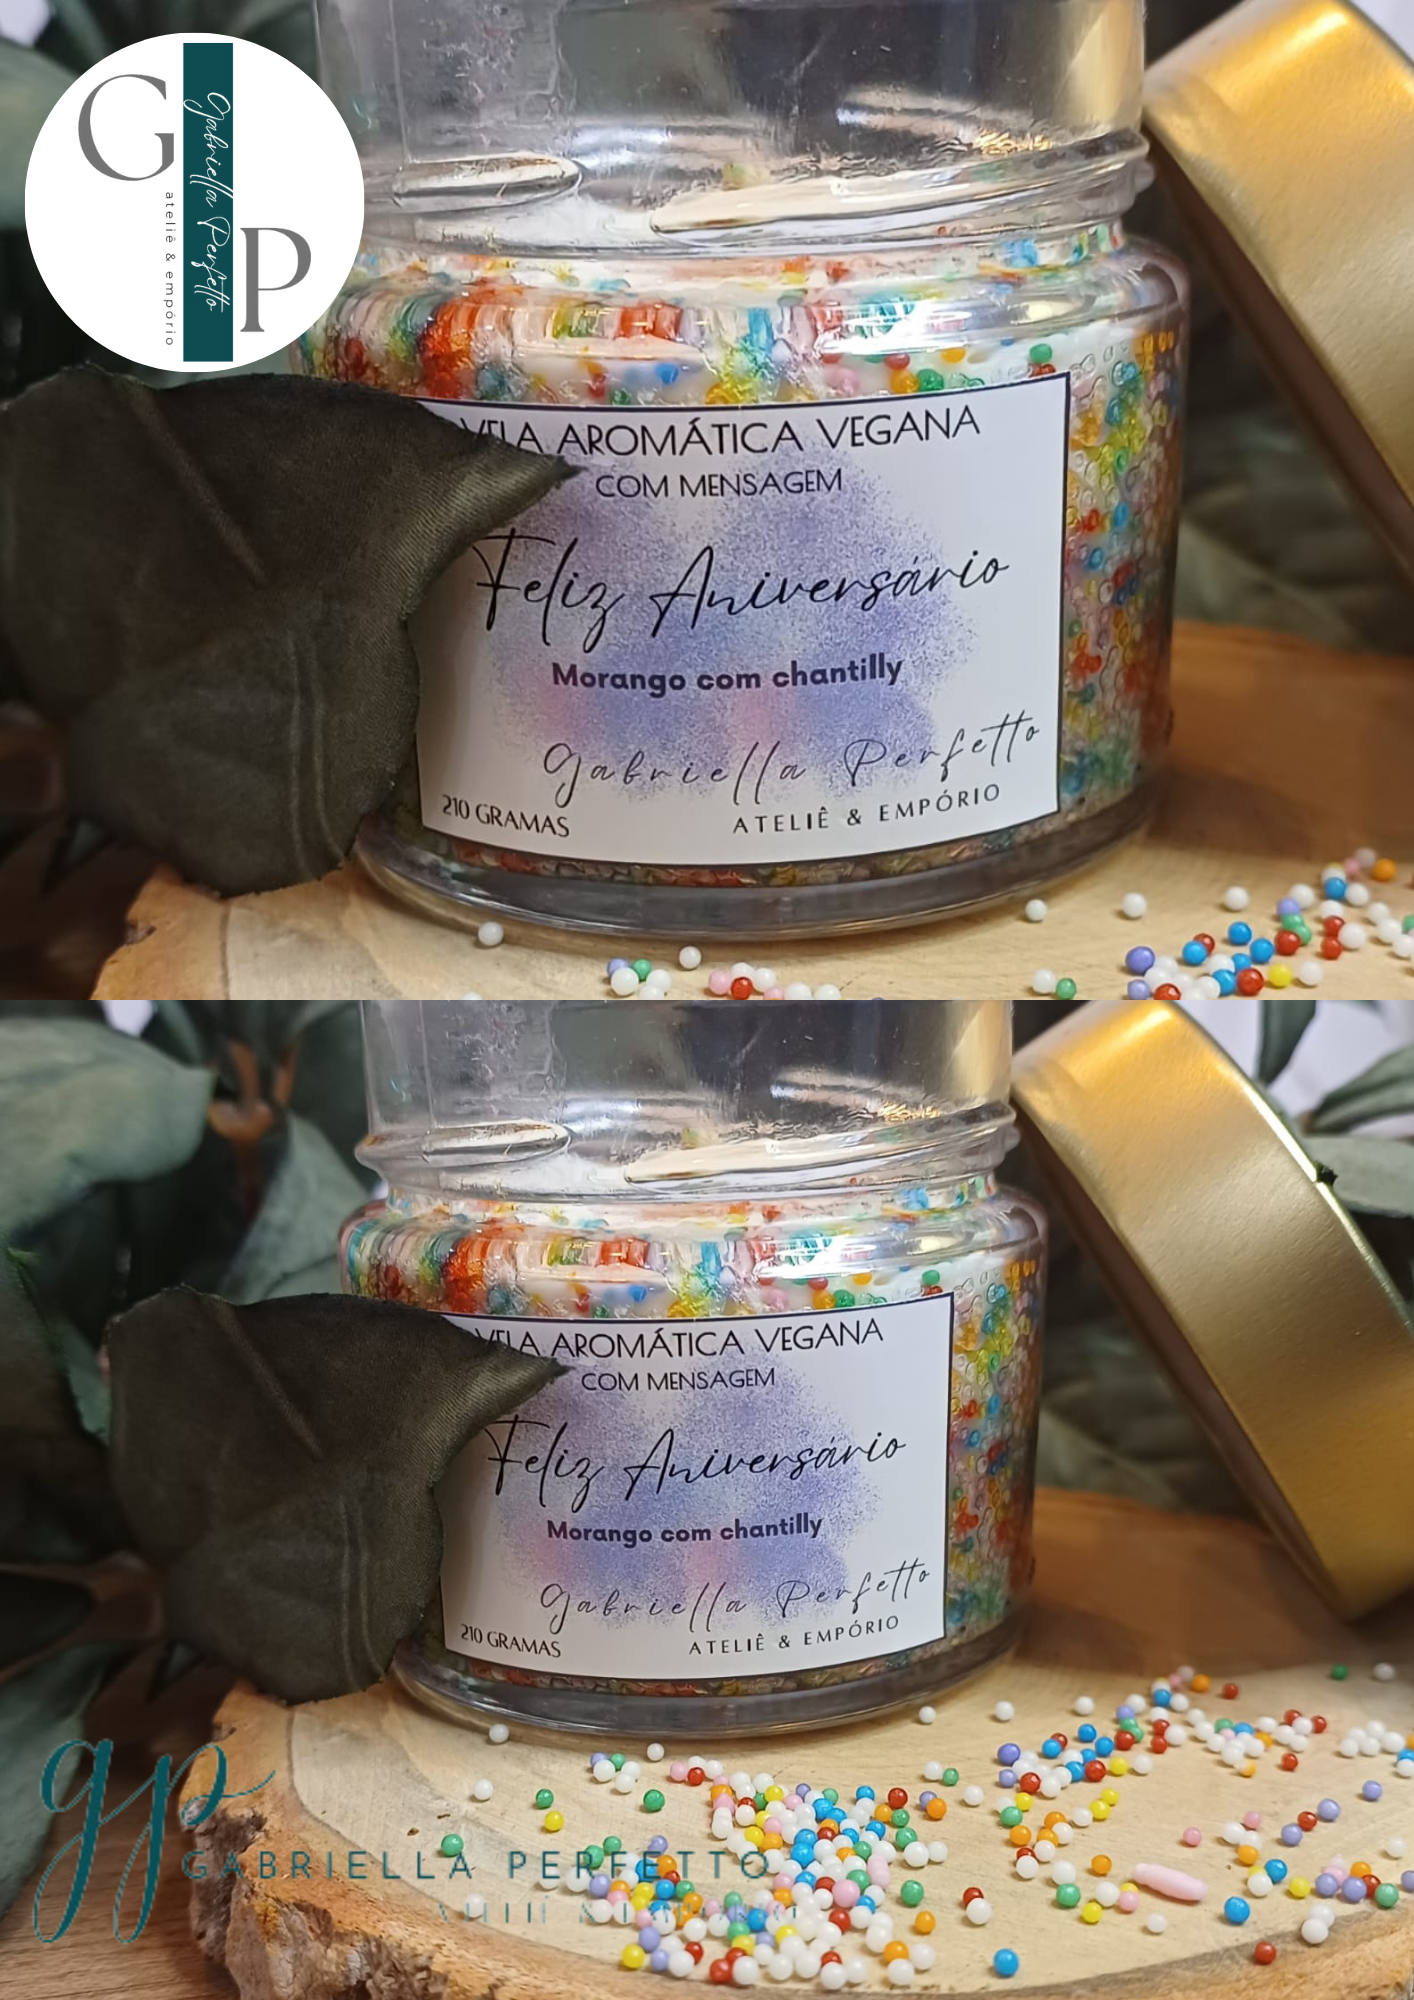 G
Gabriella Perfetto
ateliê & empório
P
VELA AROMÁTICA VEGANA
COM MENSAGEM
Feliz Aniversário
Morango com chantilly
Gabriella Perfetto
210 GRAMAS
ATELIÊ & EMPÓRIO
VELA AROMÁTICA VEGANA
COM MENSAGEM
Feliz Aniversário
Morango com chantilly
Gabriella Perfetto
210 GRAMAS
ATELIÊ & EMPÓRIO
gp
GABRIELLA PERFETTO